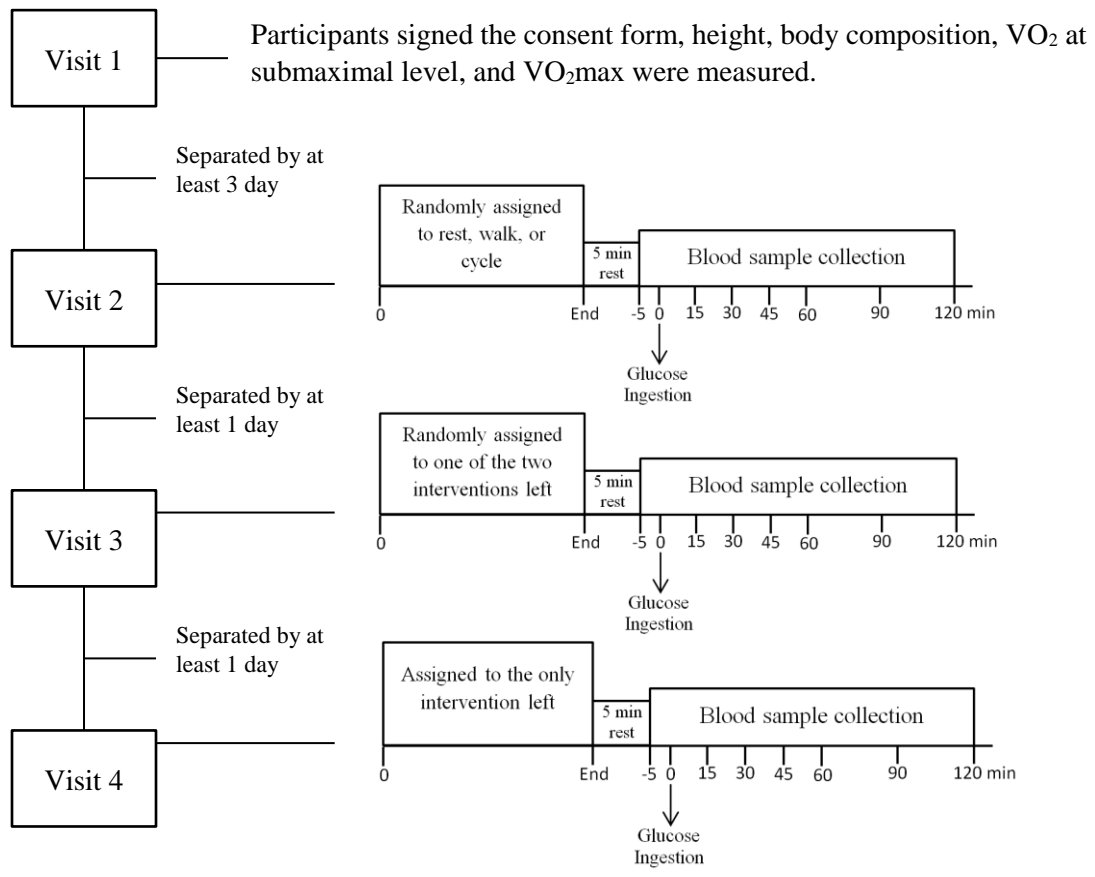 Visit 1
Participants signed the consent form, height, body composition, VO₂ at
submaximal level, and VO₂max were measured.
Separated by at
least 3 day
Visit 2
Randomly assigned
to rest, walk, or
cycle
5 min
rest
Blood sample collection
0 End -5 0 15 30 45 60 90 120 min
Glucose
Ingestion
Separated by at
least 1 day
Visit 3
Randomly assigned
to one of the two
interventions left
5 min
rest
Blood sample collection
0 End -5 0 15 30 45 60 90 120 min
Glucose
Ingestion
Separated by at
least 1 day
Visit 4
Assigned to the only
intervention left
5 min
rest
Blood sample collection
0 End -5 0 15 30 45 60 90 120 min
Glucose
Ingestion